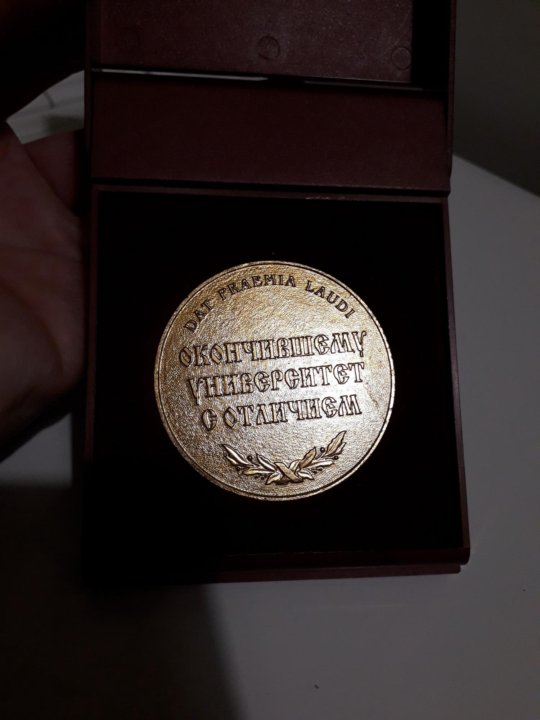 DAT PRAEMIA LAUDI
ОКОНЧИВШЕМУ
УНИВЕРСИТЕТ
С ОТЛИЧИЕМ